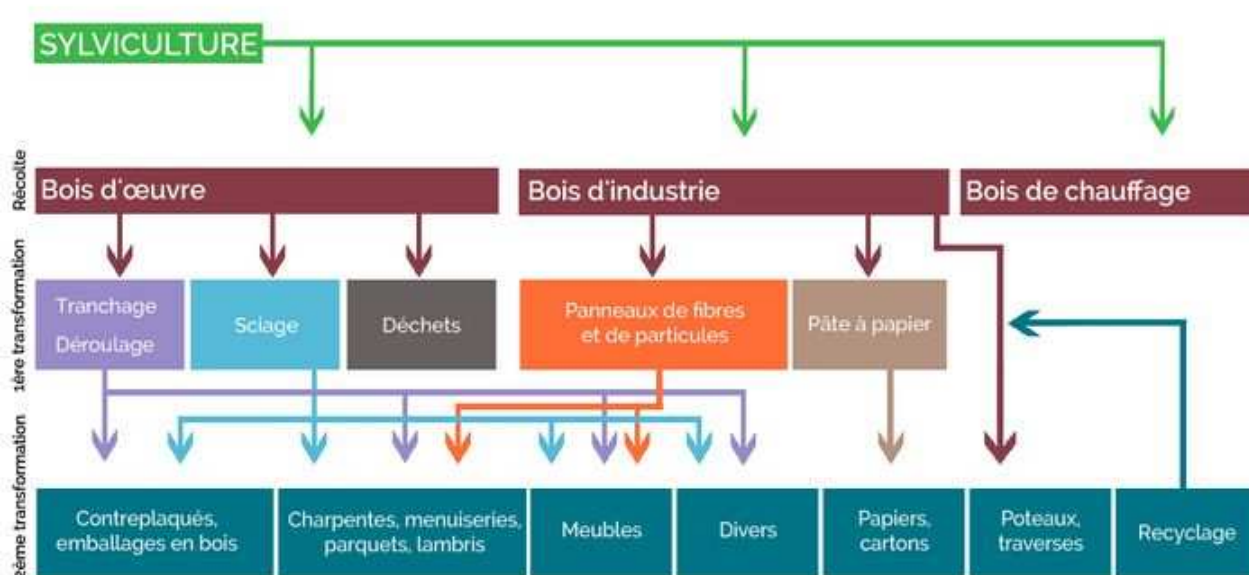 SYLVICULTURE
Récolte
Bois d'œuvre
Bois d'industrie
Bois de chauffage
1ère transformation
Tranchage
Déroulage
Sciage
Déchets
Panneaux de fibres
et de particules
Pâte à papier
2ème transformation
Contreplaqués,
emballages en bois
Charpentes, menuiseries,
parquets, lambris
Meubles
Divers
Papiers,
cartons
Poteaux,
traverses
Recyclage